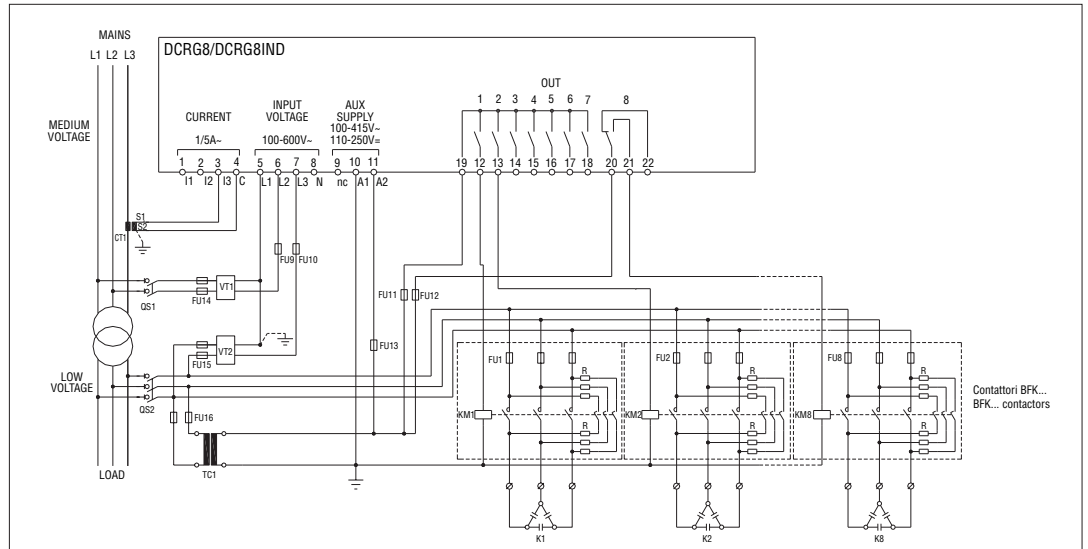 MAINS
L1 L2 L3
DCRG8/DCRG8IND
OUT
1 2 3 4 5 6 7 8
CURRENT
1/5A~
INPUT
VOLTAGE
100-600V~
AUX
SUPPLY
100-415V~
110-250V=
MEDIUM
VOLTAGE
1 2 3 4 5 6 7 8 9 10 11 19 12 13 14 15 16 17 18 20 21 22
I1 I2 I3 C L1 L2 L3 N nc A1 A2
S1
S2
CT1
FU9 FU10
VT1
FU14
QS1
FU11 FU12
VT2
FU15
FU13
LOW
VOLTAGE
QS2
FU16
TC1
LOAD
FU1 FU2 FU8
R R R
KM1 KM2 KM8
R R R
Contattori BFK...
BFK... contactors
K1 K2 K8